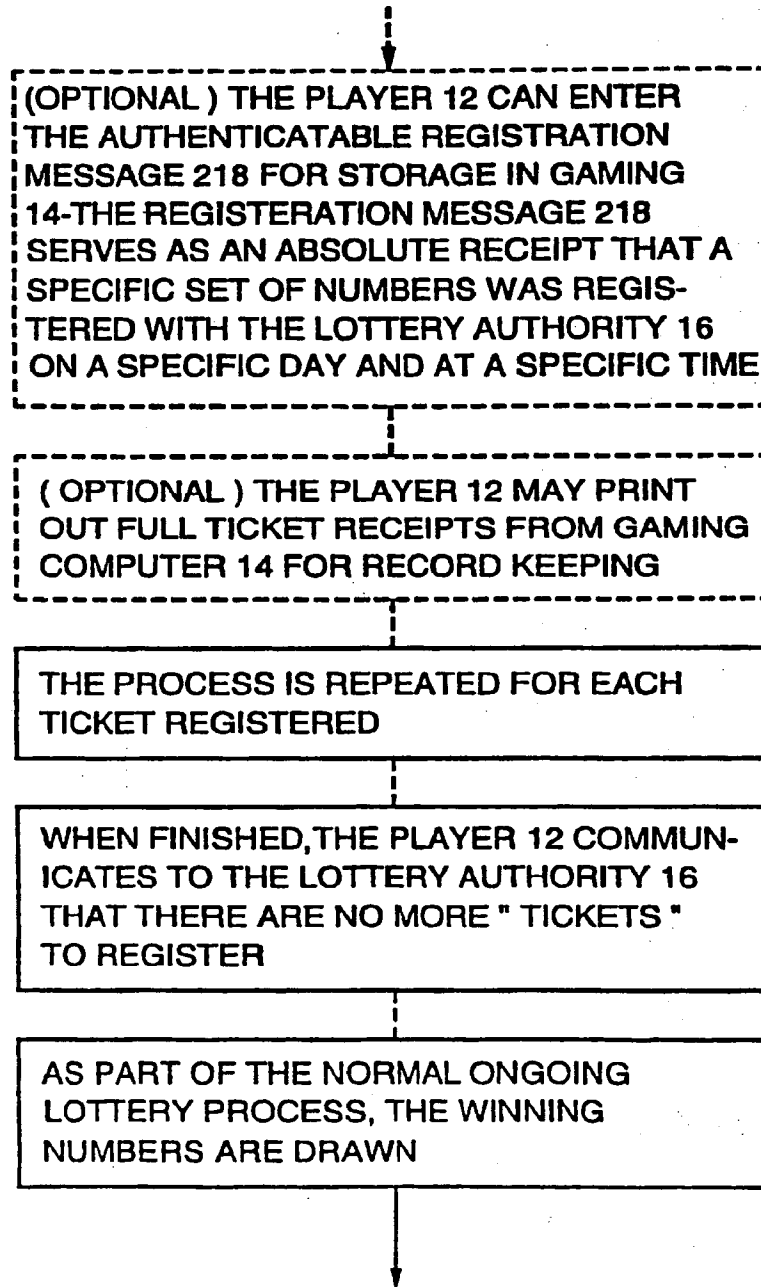 (OPTIONAL ) THE PLAYER 12 CAN ENTER
THE AUTHENTICATABLE REGISTRATION
MESSAGE 218 FOR STORAGE IN GAMING
14-THE REGISTERATION MESSAGE 218
SERVES AS AN ABSOLUTE RECEIPT THAT A
SPECIFIC SET OF NUMBERS WAS REGIS-
TERED WITH THE LOTTERY AUTHORITY 16
ON A SPECIFIC DAY AND AT A SPECIFIC TIME
( OPTIONAL ) THE PLAYER 12 MAY PRINT
OUT FULL TICKET RECEIPTS FROM GAMING
COMPUTER 14 FOR RECORD KEEPING
THE PROCESS IS REPEATED FOR EACH
TICKET REGISTERED
WHEN FINISHED,THE PLAYER 12 COMMUN-
ICATES TO THE LOTTERY AUTHORITY 16
THAT THERE ARE NO MORE " TICKETS "
TO REGISTER
AS PART OF THE NORMAL ONGOING
LOTTERY PROCESS, THE WINNING
NUMBERS ARE DRAWN